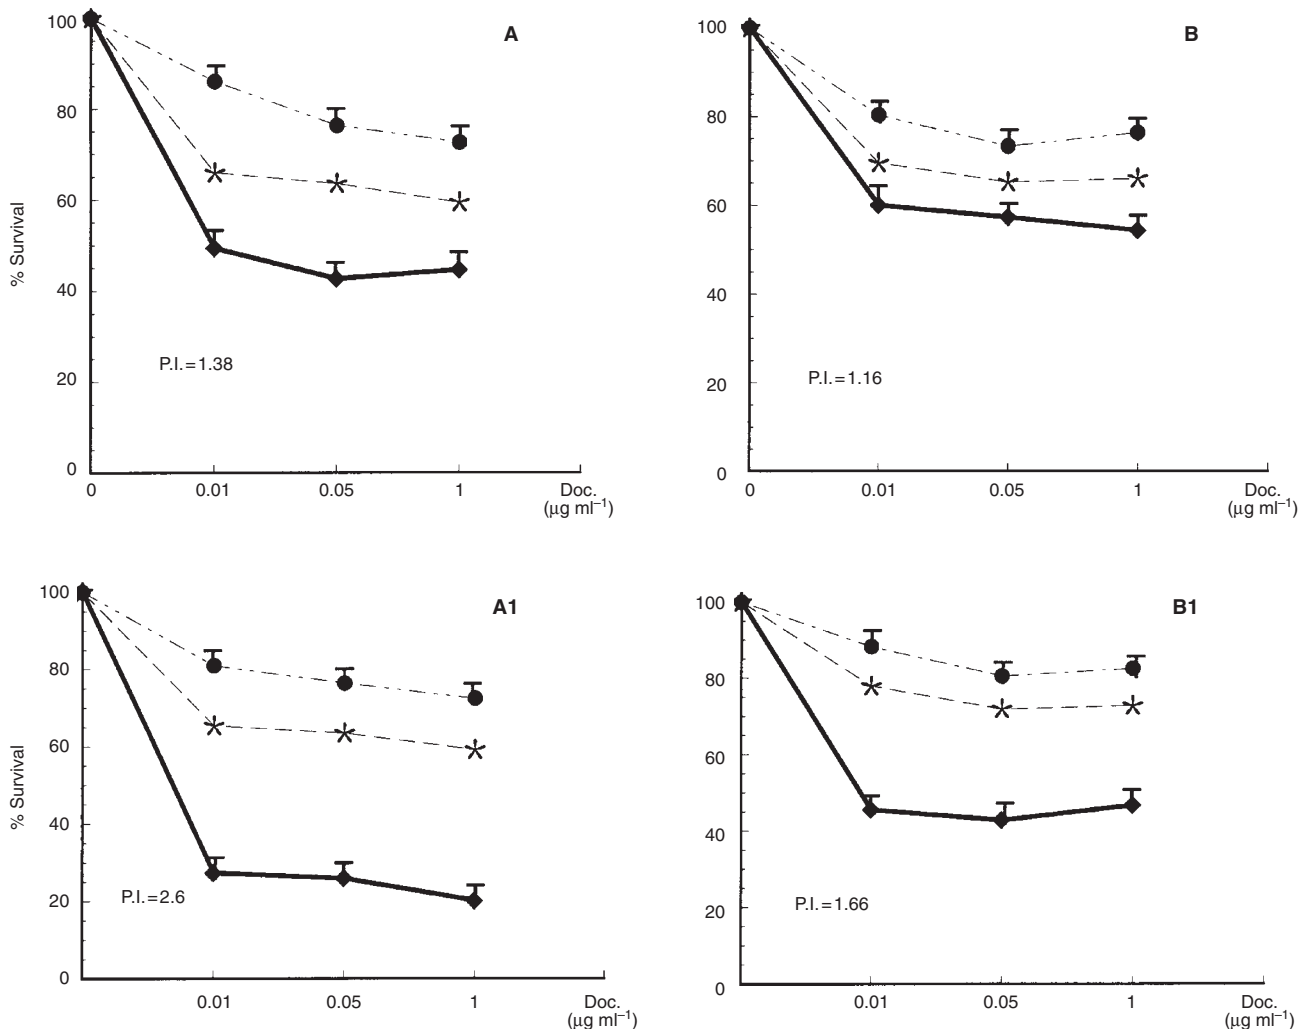 A
100
80
60
40
20
0
% Survival
P.I.=1.38
0 0.01 0.05 1 Doc.
(µg ml⁻¹)
B
100
80
60
40
20
0
P.I.=1.16
0 0.01 0.05 1 Doc.
(µg ml⁻¹)
A1
100
80
60
40
20
0
% Survival
P.I.=2.6
0.01 0.05 1 Doc.
(µg ml⁻¹)
B1
100
80
60
40
20
0
P.I.=1.66
0.01 0.05 1 Doc.
(µg ml⁻¹)